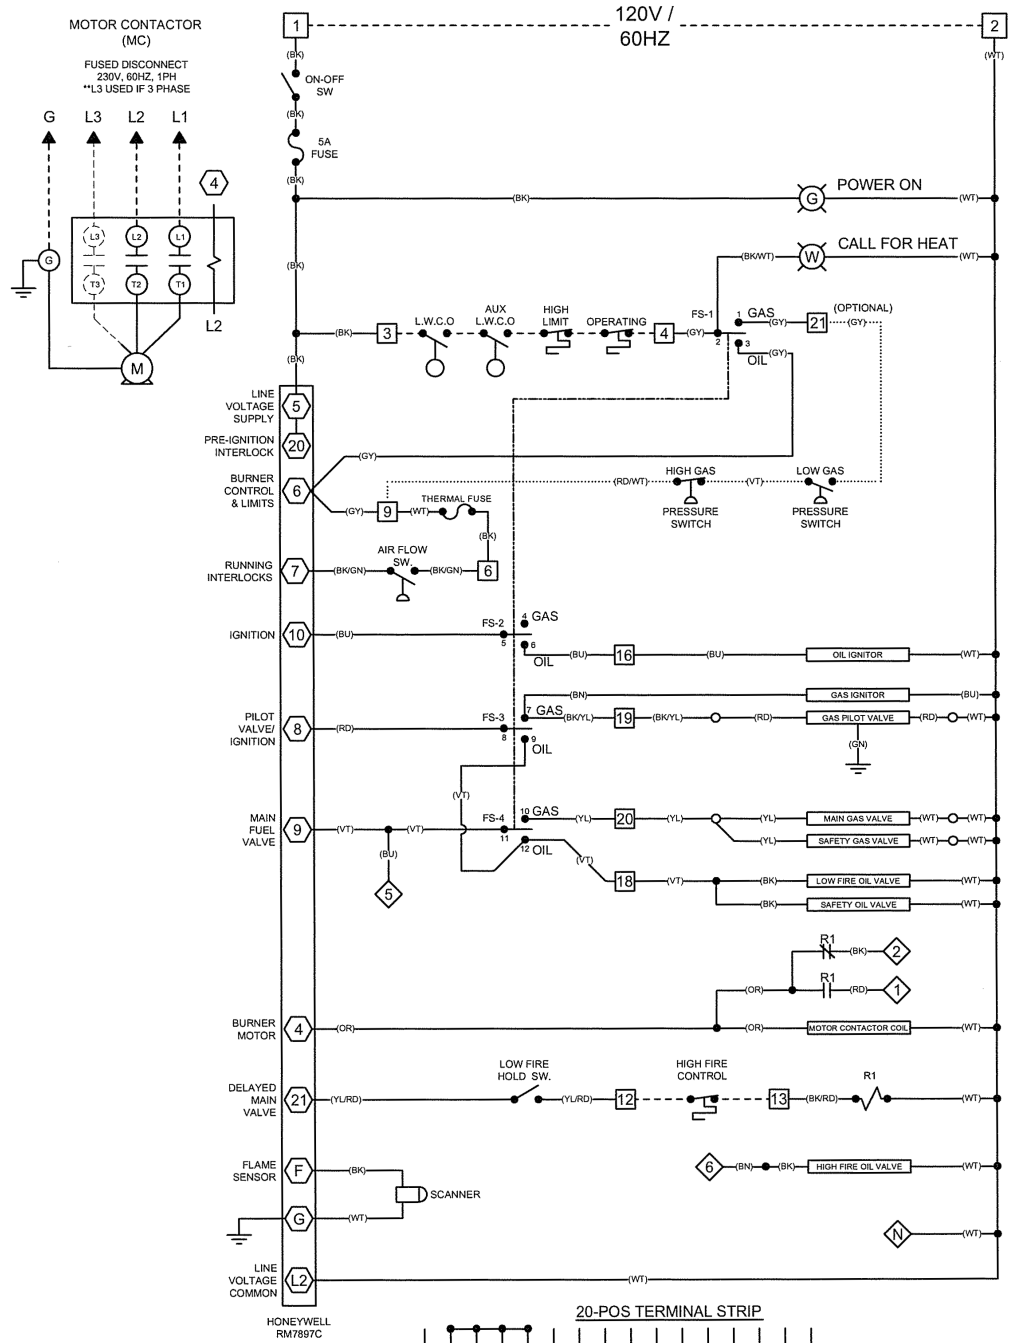 MOTOR CONTACTOR
(MC)
FUSED DISCONNECT
230V, 60HZ, 1PH
**L3 USED IF 3 PHASE
G L3 L2 L1
4
L3 L2 L1
G
T3 T2 T1
L2
M
1
120V /
60HZ
2
(BK)
(WT)
ON-OFF
SW
(BK)
5A
FUSE
(BK)
(BK) G POWER ON (WT)
(BK)
(BK/WT) W CALL FOR HEAT (WT)
(BK) 3 L.W.C.O
AUX
L.W.C.O
HIGH
LIMIT
OPERATING
4 (GY)
FS-1
2
1 GAS
(GY) 21 (GY)
(OPTIONAL)
3
OIL (GY)
(BK)
LINE
VOLTAGE
SUPPLY
5
PRE-IGNITION
INTERLOCK
20
(GY)
BURNER
CONTROL
& LIMITS
6
(GY) 9 (WT) THERMAL FUSE
(BK)
(RD/WT)
HIGH GAS
PRESSURE
SWITCH
(VT)
LOW GAS
PRESSURE
SWITCH
RUNNING
INTERLOCKS
7
(BK/GN)
AIR FLOW
SW.
(BK/GN) 6
IGNITION
10
(BU)
FS-2
5
4 GAS
6
OIL
(BU) 16 (BU) OIL IGNITOR (WT)
(BN) GAS IGNITOR (BU)
PILOT
VALVE/
IGNITION
8
(RD)
FS-3
8
7 GAS
(BK/YL) 19 (BK/YL) (RD) GAS PILOT VALVE (RD) (WT)
(GN)
9
OIL
(VT)
MAIN
FUEL
VALVE
9
(VT) (VT)
(BU)
5
FS-4
11
10 GAS
(YL) 20 (YL) (YL) MAIN GAS VALVE (WT) (WT)
(YL) SAFETY GAS VALVE (WT) (WT)
12 OIL
(VT)
18 (VT) (BK) LOW FIRE OIL VALVE (WT)
(BK) SAFETY OIL VALVE (WT)
R1
(BK) 2
R1
(OR) (RD) 1
BURNER
MOTOR
4
(OR) (OR) MOTOR CONTACTOR COIL (WT)
DELAYED
MAIN
VALVE
21
(YL/RD)
LOW FIRE
HOLD SW.
(YL/RD) 12
HIGH FIRE
CONTROL
13 (BK/RD)
R1
(WT)
FLAME
SENSOR
F
(BK)
SCANNER
6 (BN) (BK) HIGH FIRE OIL VALVE (WT)
G
(WT)
N (WT)
LINE
VOLTAGE
COMMON
L2
(WT)
HONEYWELL
RM7897C
20-POS TERMINAL STRIP